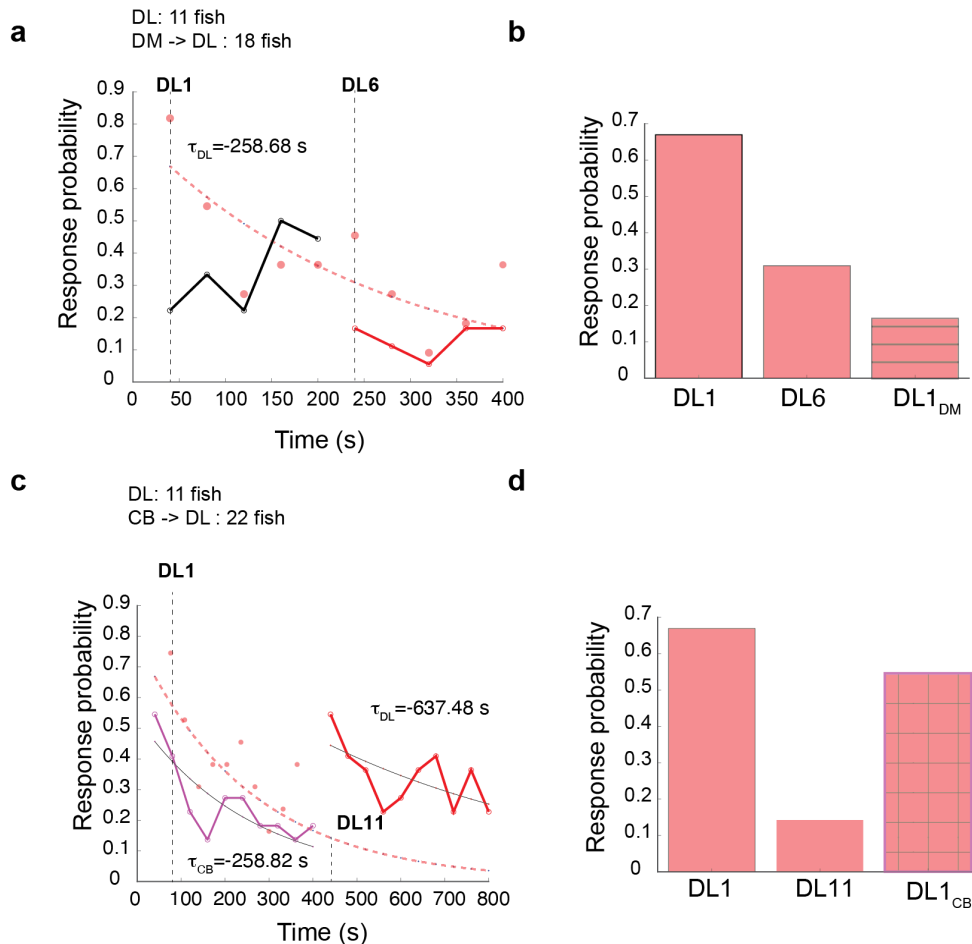 DL: 11 fish
DM -> DL : 18 fish
a
DL1
DL6
τDL=-258.68 s
Response probability
0.9
0.8
0.7
0.6
0.5
0.4
0.3
0.2
0.1
0
0 50 100 150 200 250 300 350 400
Time (s)
b
Response probability
0.7
0.6
0.5
0.4
0.3
0.2
0.1
0
DL1 DL6 DL1DM
c
DL: 11 fish
CB -> DL : 22 fish
DL1
Response probability
0.9
0.8
0.7
0.6
0.5
0.4
0.3
0.2
0.1
0
τDL=-637.48 s
DL11
τCB=-258.82 s
0 100 200 300 400 500 600 700 800
Time (s)
d
Response probability
0.7
0.6
0.5
0.4
0.3
0.2
0.1
0
DL1 DL11 DL1CB